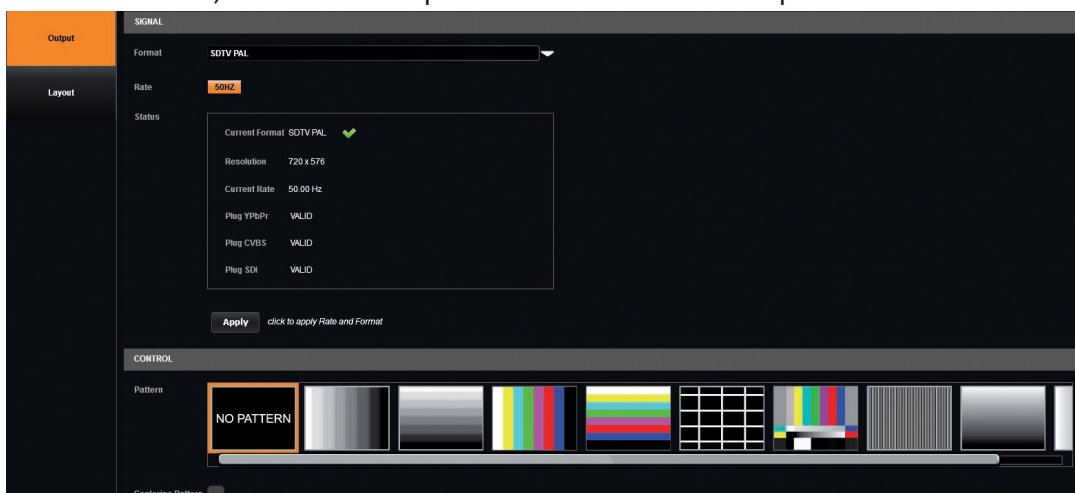 SIGNAL
Output
Format SDTV PAL
Layout
Rate 50HZ
Status
Current Format SDTV PAL
Resolution 720 x 576
Current Rate 50.00 Hz
Plug YPbPr VALID
Plug CVBS VALID
Plug SDI VALID
Apply click to apply Rate and Format
CONTROL
Pattern
NO PATTERN
Centering Pattern